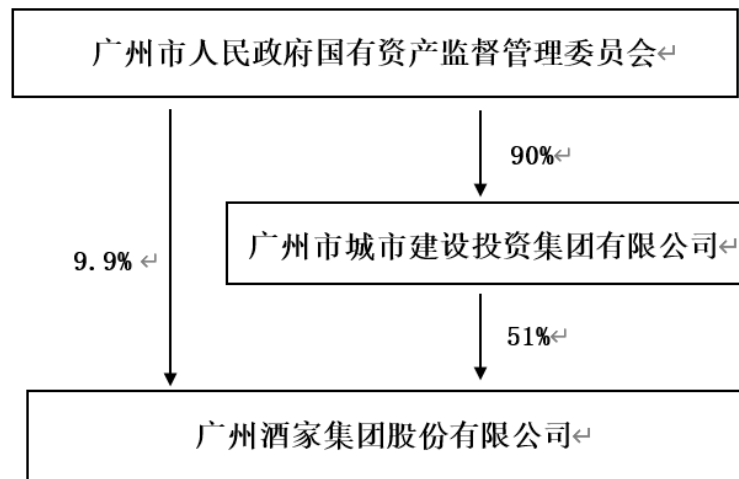 广州市人民政府国有资产监督管理委员会↵
90%↵
广州市城市建设投资集团有限公司↵
9.9% ↵
51%↵
广州酒家集团股份有限公司↵